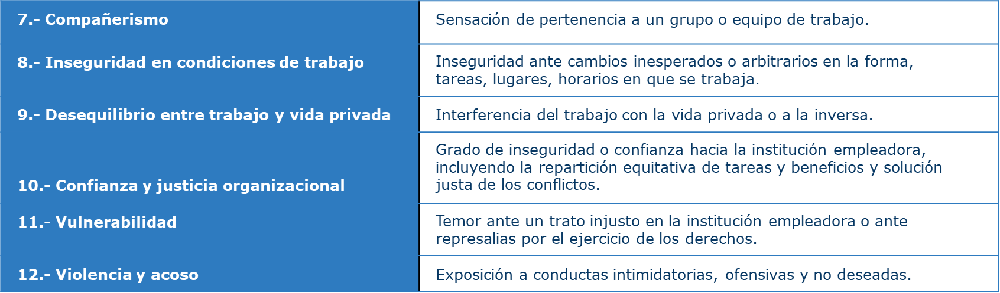 7.- Compañerismo
Sensación de pertenencia a un grupo o equipo de trabajo.
8.- Inseguridad en condiciones de trabajo
Inseguridad ante cambios inesperados o arbitrarios en la forma,
tareas, lugares, horarios en que se trabaja.
9.- Desequilibrio entre trabajo y vida privada
Interferencia del trabajo con la vida privada o a la inversa.
10.- Confianza y justicia organizacional
Grado de inseguridad o confianza hacia la institución empleadora,
incluyendo la repartición equitativa de tareas y beneficios y solución
justa de los conflictos.
11.- Vulnerabilidad
Temor ante un trato injusto en la institución empleadora o ante
represalias por el ejercicio de los derechos.
12.- Violencia y acoso
Exposición a conductas intimidatorias, ofensivas y no deseadas.